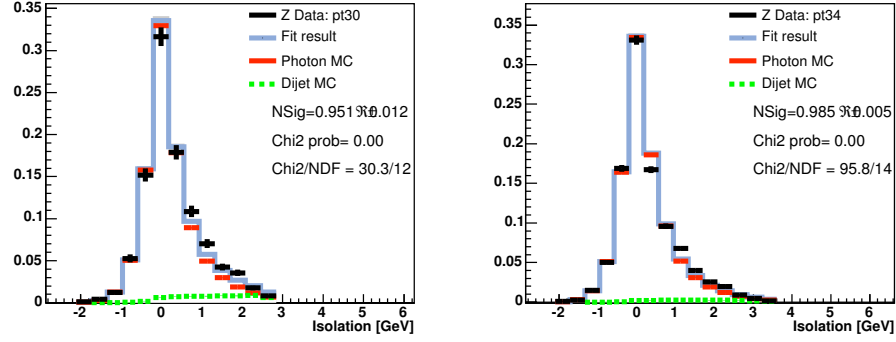 0.35
0.3
0.25
0.2
0.15
0.1
0.05
0
-2 -1 0 1 2 3 4 5 6
Isolation [GeV]
Z Data: pt30
Fit result
Photon MC
Dijet MC
NSig=0.951 ℜ£0.012
Chi2 prob= 0.00
Chi2/NDF = 30.3/12
0.35
0.3
0.25
0.2
0.15
0.1
0.05
0
-2 -1 0 1 2 3 4 5 6
Isolation [GeV]
Z Data: pt34
Fit result
Photon MC
Dijet MC
NSig=0.985 ℜ£0.005
Chi2 prob= 0.00
Chi2/NDF = 95.8/14